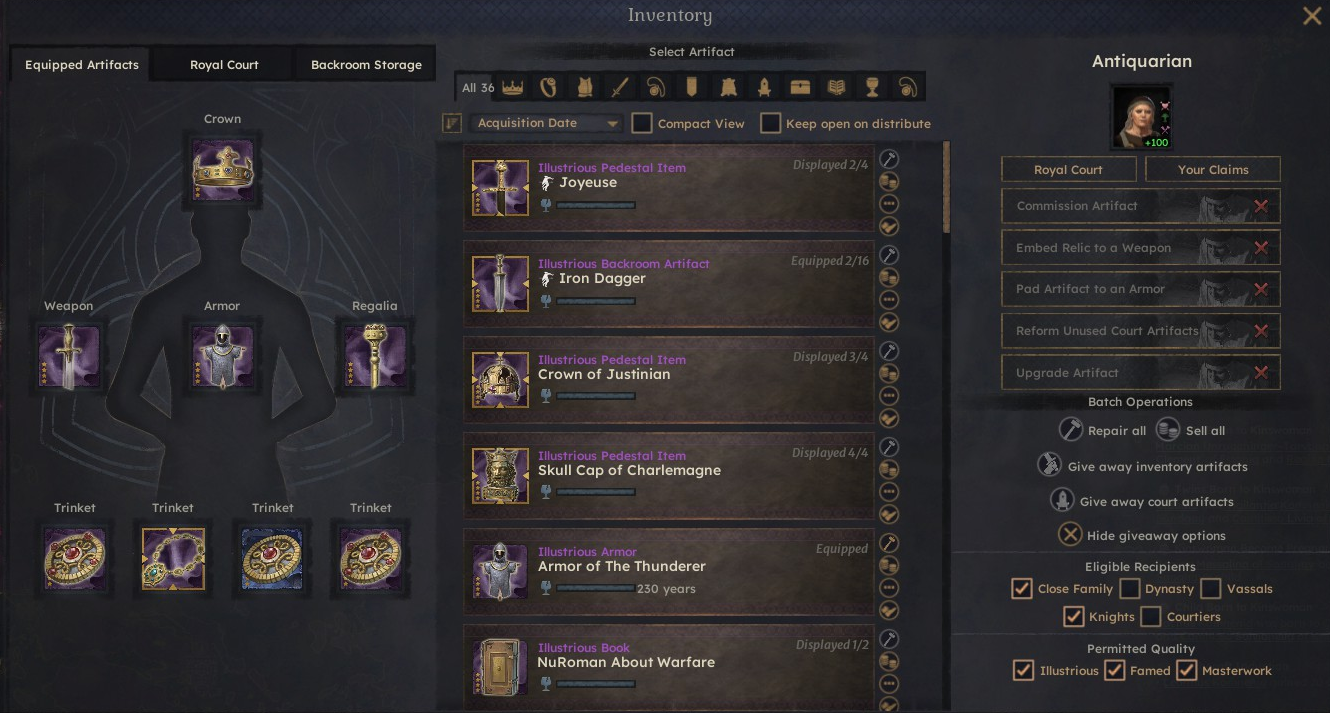 Inventory
Equipped Artifacts
Royal Court
Backroom Storage
Crown
Weapon
Armor
Regalia
Trinket
Trinket
Trinket
Trinket
Select Artifact
All 36
Acquisition Date
Compact View
Keep open on distribute
Illustrious Pedestal Item
Displayed 2/4
Joyeuse
Illustrious Backroom Artifact
Equipped 2/16
Iron Dagger
Illustrious Pedestal Item
Displayed 3/4
Crown of Justinian
Illustrious Pedestal Item
Displayed 4/4
Skull Cap of Charlemagne
Illustrious Armor
Equipped
Armor of The Thunderer
230 years
Illustrious Book
Displayed 1/2
NuRoman About Warfare
Antiquarian
+100
Royal Court
Your Claims
Commission Artifact
Embed Relic to a Weapon
Pad Artifact to an Armor
Reform Unused Court Artifacts
Upgrade Artifact
Batch Operations
Repair all
Sell all
Give away inventory artifacts
Give away court artifacts
Hide giveaway options
Eligible Recipients
Close Family
Dynasty
Vassals
Knights
Courtiers
Permitted Quality
Illustrious
Famed
Masterwork